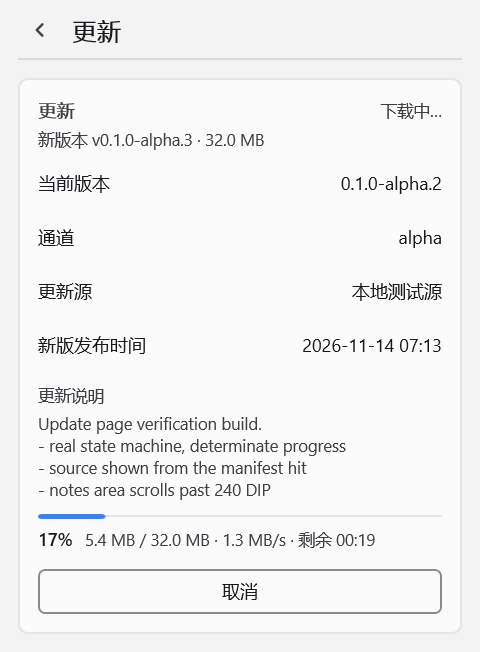 更新
更新 下载中...
新版本 v0.1.0-alpha.3 · 32.0 MB
当前版本 0.1.0-alpha.2
通道 alpha
更新源 本地测试源
新版发布时间 2026-11-14 07:13
更新说明
Update page verification build.
- real state machine, determinate progress
- source shown from the manifest hit
- notes area scrolls past 240 DIP
17% 5.4 MB / 32.0 MB · 1.3 MB/s · 剩余 00:19
取消